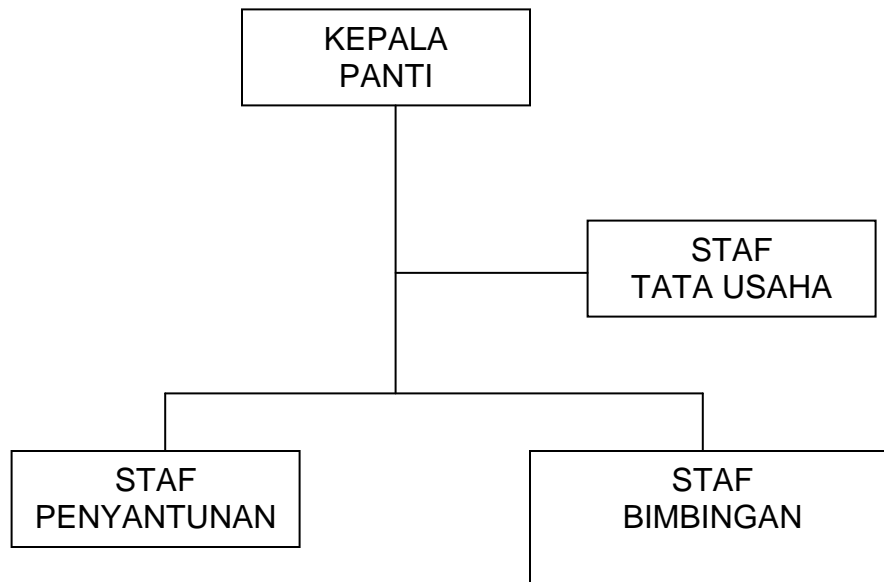 KEPALA
PANTI
STAF
TATA USAHA
STAF
PENYANTUNAN
STAF
BIMBINGAN